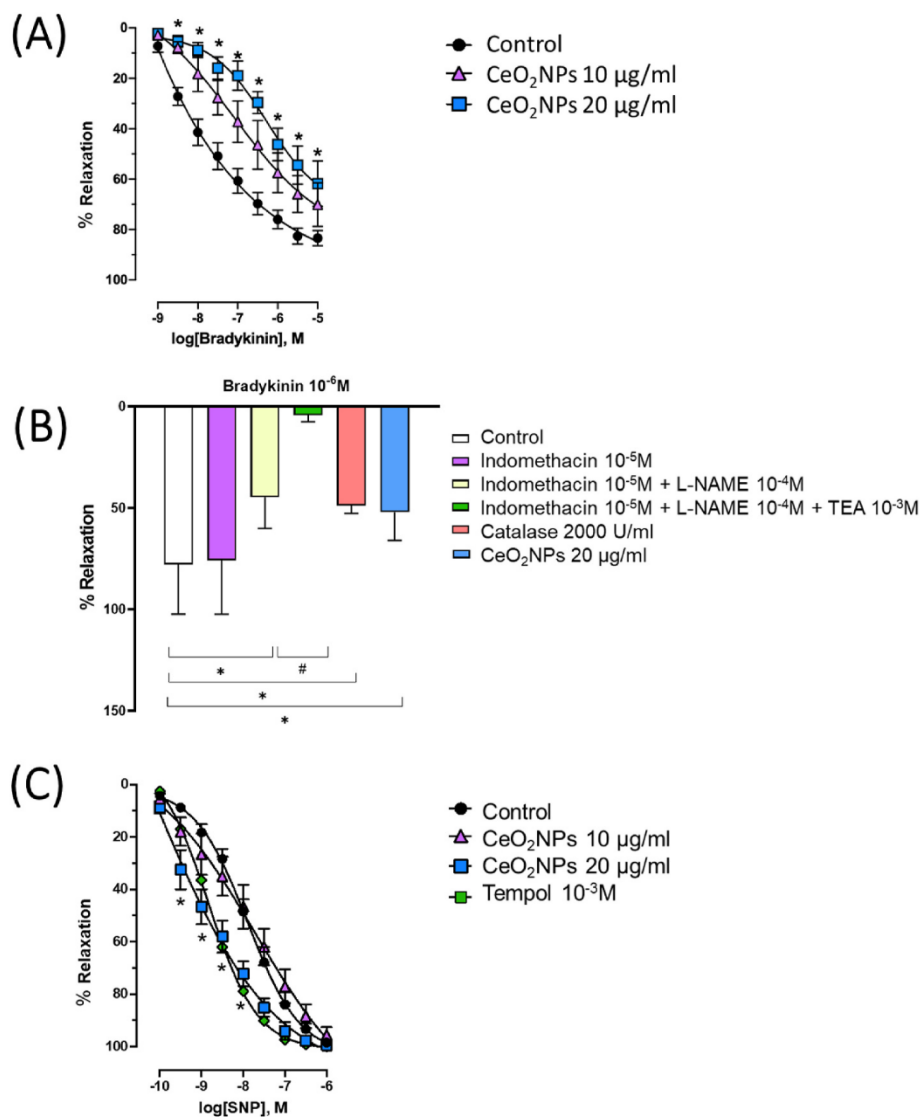 (A)
0
20
40
60
80
100
% Relaxation
* * * * * * * *
-9 -8 -7 -6 -5
log[Bradykinin], M
Control
CeO₂NPs 10 µg/ml
CeO₂NPs 20 µg/ml
(B)
Bradykinin 10⁻⁶M
0
50
100
150
% Relaxation
* #
*
*
Control
Indomethacin 10⁻⁵M
Indomethacin 10⁻⁵M + L-NAME 10⁻⁴M
Indomethacin 10⁻⁵M + L-NAME 10⁻⁴M + TEA 10⁻³M
Catalase 2000 U/ml
CeO₂NPs 20 µg/ml
(C)
0
20
40
60
80
100
% Relaxation
* * * *
-10 -9 -8 -7 -6
log[SNP], M
Control
CeO₂NPs 10 µg/ml
CeO₂NPs 20 µg/ml
Tempol 10⁻³M